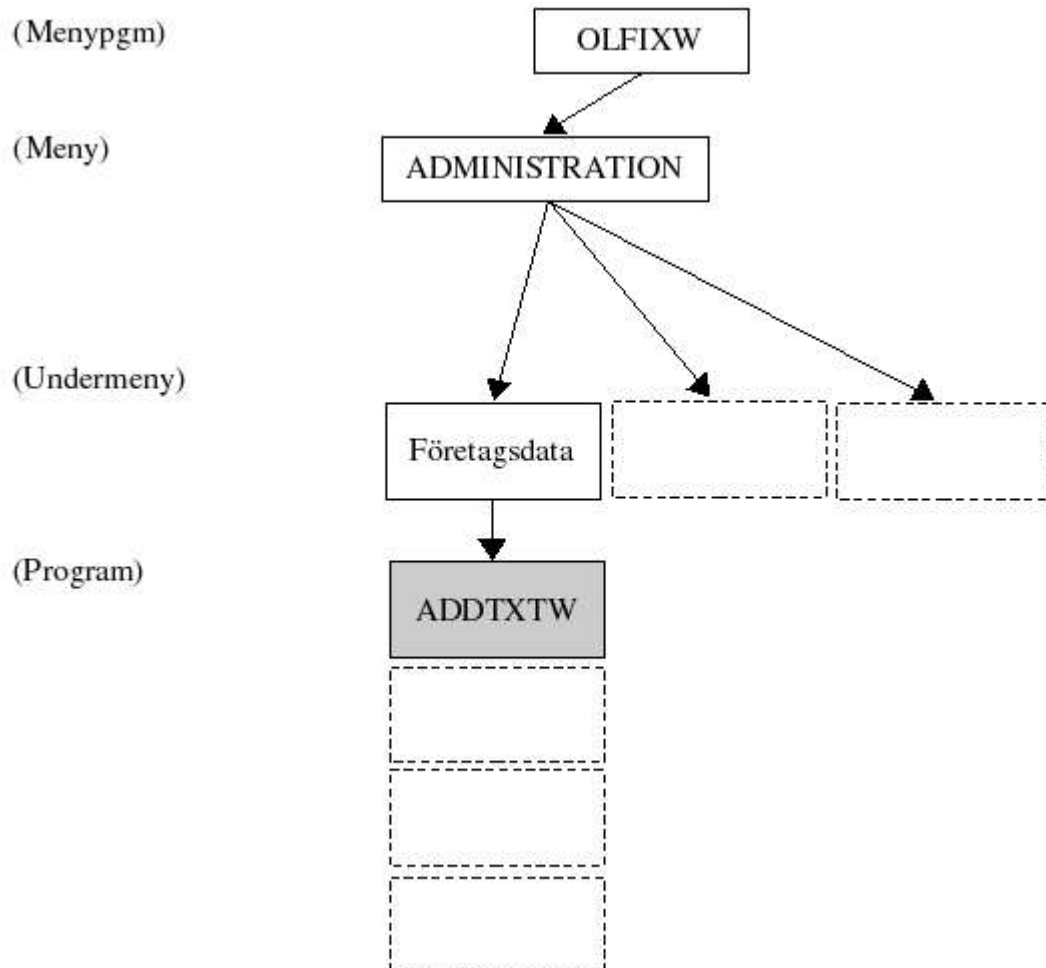 (Menypgm)
OLFIXW
(Meny)
ADMINISTRATION
(Undermeny)
Företagsdata
(Program)
ADDTXTW